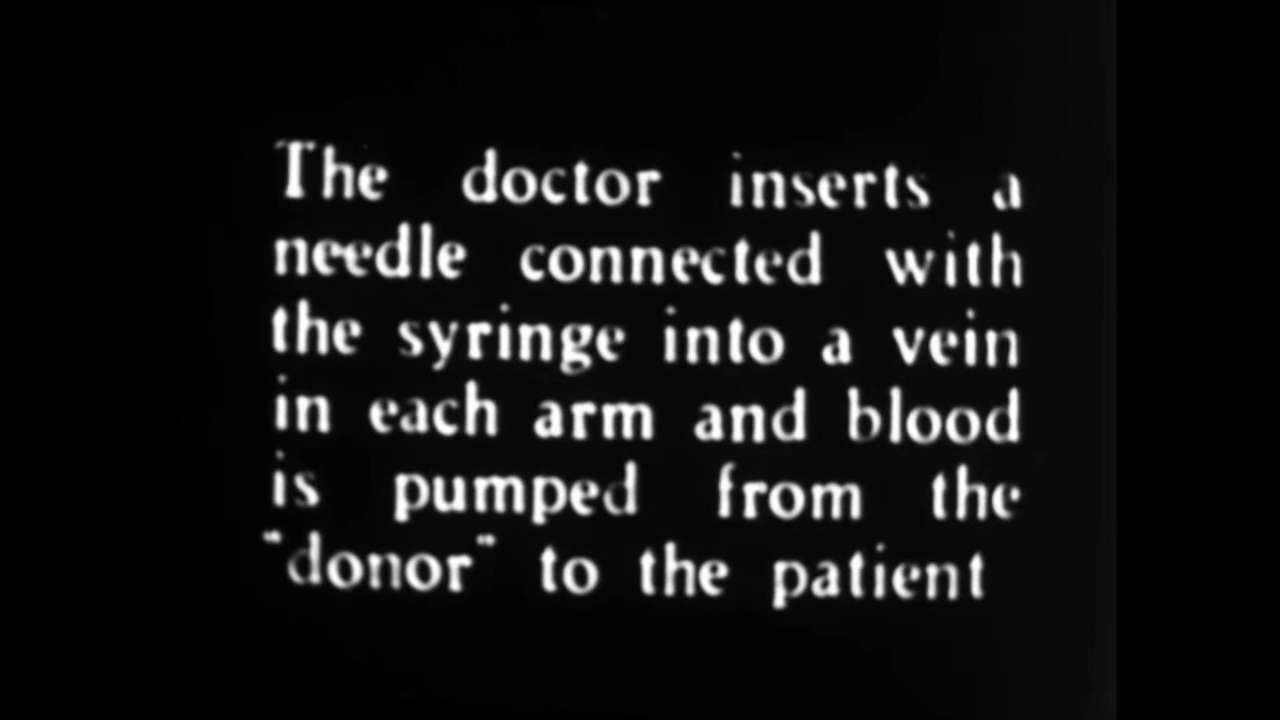 The doctor inserts a
needle connected with
the syringe into a vein
in each arm and blood
is pumped from the
"donor" to the patient